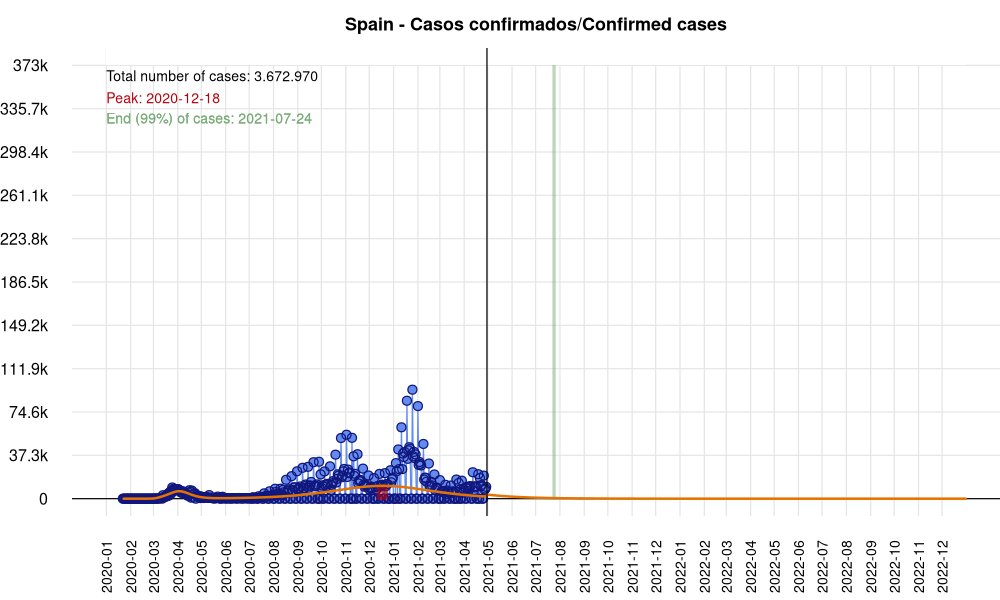 Spain - Casos confirmados/Confirmed cases
373k
335.7k
298.4k
261.1k
223.8k
186.5k
149.2k
111.9k
74.6k
37.3k
0
Total number of cases: 3.672.970
Peak: 2020-12-18
End (99%) of cases: 2021-07-24
2020-01
2020-02
2020-03
2020-04
2020-05
2020-06
2020-07
2020-08
2020-09
2020-10
2020-11
2020-12
2021-01
2021-02
2021-03
2021-04
2021-05
2021-06
2021-07
2021-08
2021-09
2021-10
2021-11
2021-12
2022-01
2022-02
2022-03
2022-04
2022-05
2022-06
2022-07
2022-08
2022-09
2022-10
2022-11
2022-12